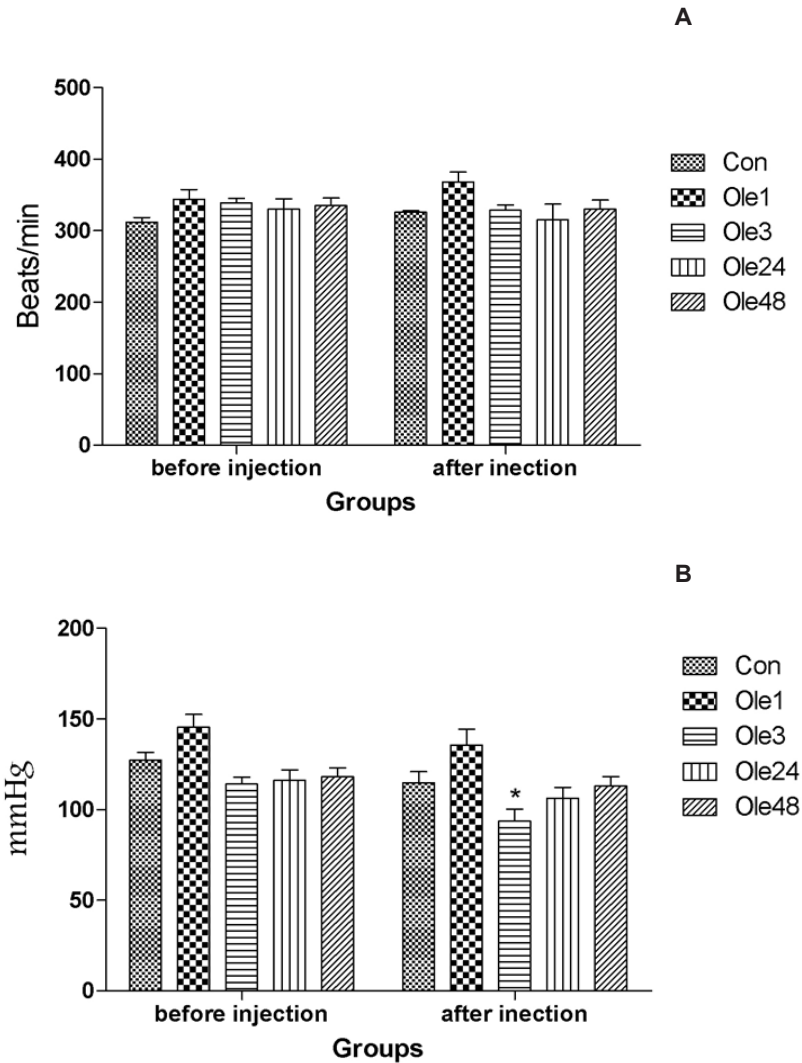 A
500
400
300
200
100
0
Beats/min
before injection
after inection
Groups
Con
Ole1
Ole3
Ole24
Ole48
B
200
150
100
50
0
mmHg
*
before injection
after inection
Groups
Con
Ole1
Ole3
Ole24
Ole48